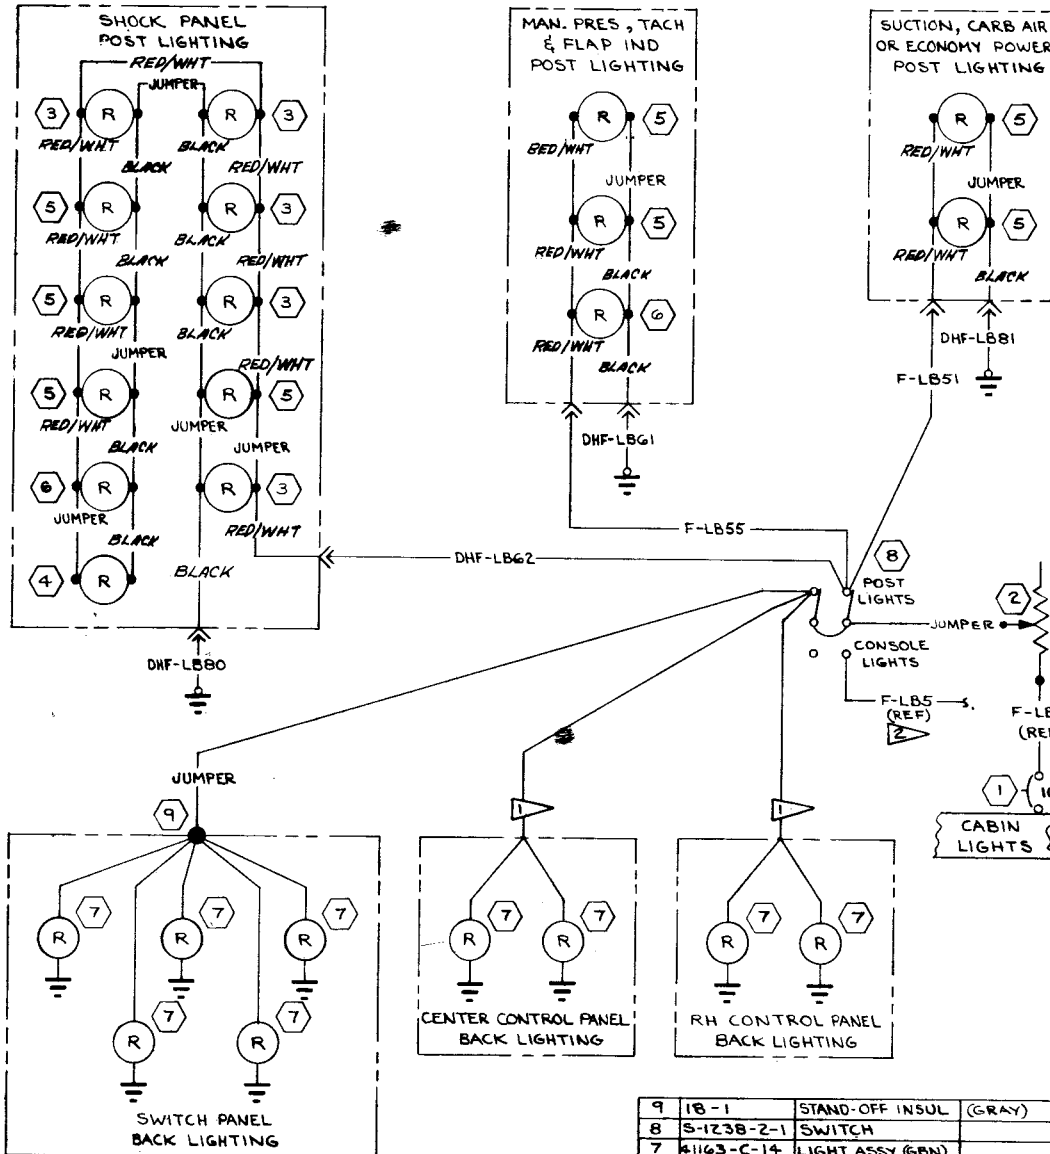 SHOCK PANEL
POST LIGHTING
RED/WHT
JUMPER
3 R R 3
RED/WHT BLACK
BLACK RED/WHT
5 R R 3
RED/WHT BLACK
BLACK RED/WHT
5 R R 3
RED/WHT BLACK
JUMPER RED/WHT
5 R R 5
RED/WHT JUMPER
BLACK JUMPER
6 R R 3
JUMPER RED/WHT
BLACK
BLACK
4 R
DHF-LB80
MAN. PRES, TACH
& FLAP IND
POST LIGHTING
R 5
RED/WHT
JUMPER
R 5
RED/WHT
BLACK
R 6
RED/WHT
BLACK
DHF-LB61
F-LB55
DHF-LB62
SUCTION, CARB AIR
OR ECONOMY POWER
POST LIGHTING
R 5
RED/WHT
JUMPER
R 5
RED/WHT
BLACK
DHF-LB81
F-LB51
8
POST
LIGHTS
2
JUMPER
CONSOLE
LIGHTS
F-LB5
(REF)
2
1
CABIN
LIGHTS
JUMPER
9
1
1
R 7 R 7 R 7
R 7 R 7
SWITCH PANEL
BACK LIGHTING
R 7 R 7
CENTER CONTROL PANEL
BACK LIGHTING
R 7 R 7
RH CONTROL PANEL
BACK LIGHTING
9 1B-1 STAND-OFF INSUL (GRAY)
8 S-1238-2-1 SWITCH
7 41163-C-14 LIGHT ASSY (GRN)